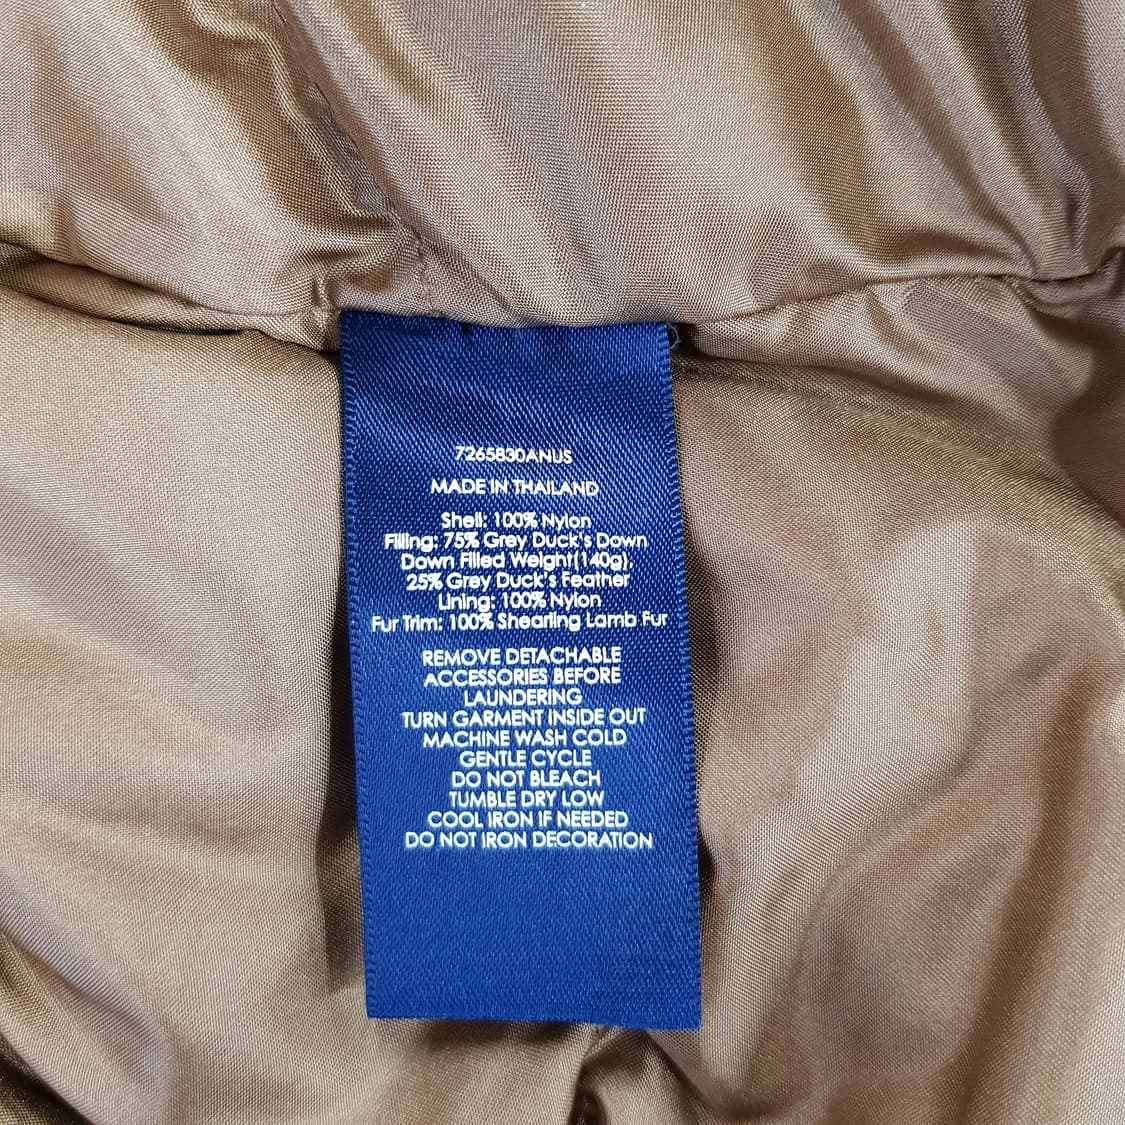 7265830ANUS
MADE IN THAILAND
Shell: 100% Nylon
Filling: 75% Grey Duck's Down
Down Filled Weight(140g),
25% Grey Duck's Feather
Lining: 100% Nylon
Fur Trim: 100% Shearling Lamb Fur
REMOVE DETACHABLE
ACCESSORIES BEFORE
LAUNDERING
TURN GARMENT INSIDE OUT
MACHINE WASH COLD
GENTLE CYCLE
DO NOT BLEACH
TUMBLE DRY LOW
COOL IRON IF NEEDED
DO NOT IRON DECORATION